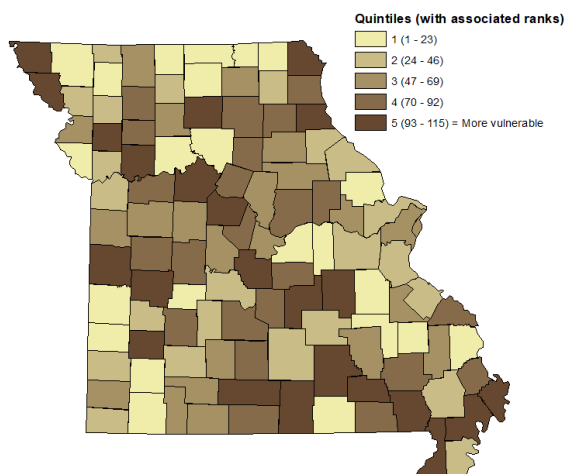 Quintiles (with associated ranks)
1 (1 - 23)
2 (24 - 46)
3 (47 - 69)
4 (70 - 92)
5 (93 - 115) = More vulnerable